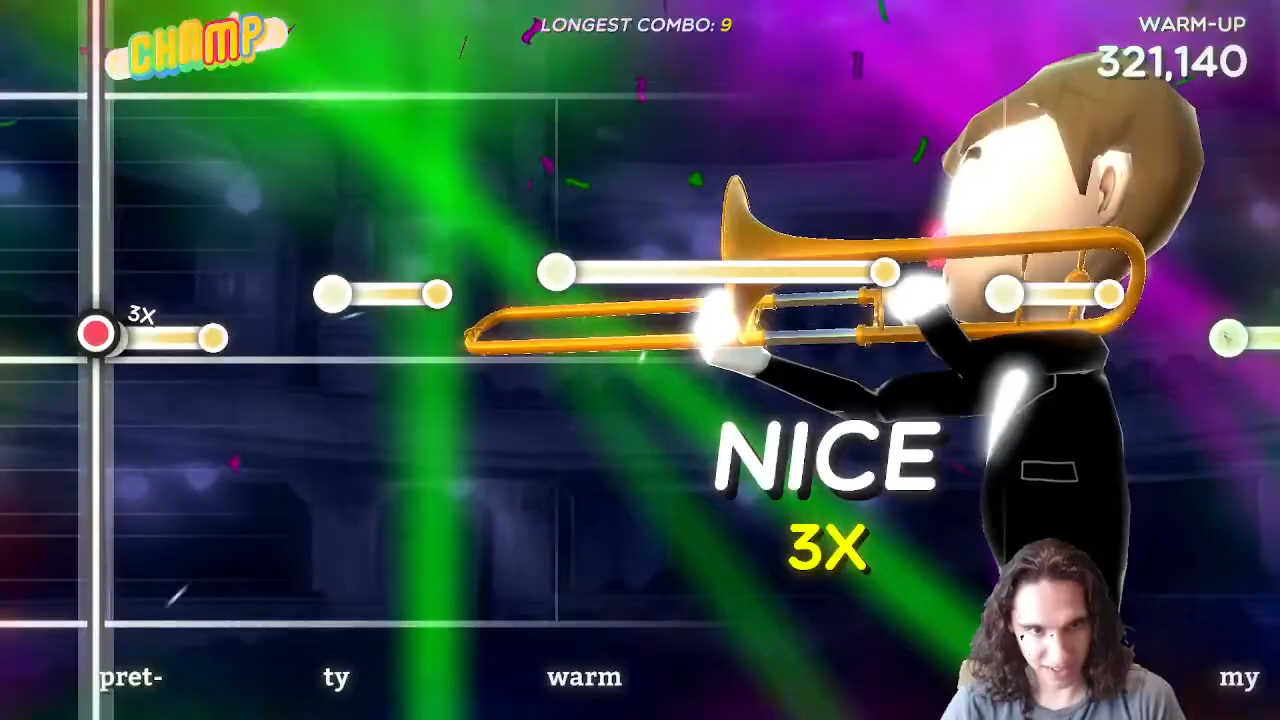 CHAMP
LONGEST COMBO: 9
WARM-UP
321,140
3X
NICE
3X
pret- ty warm my